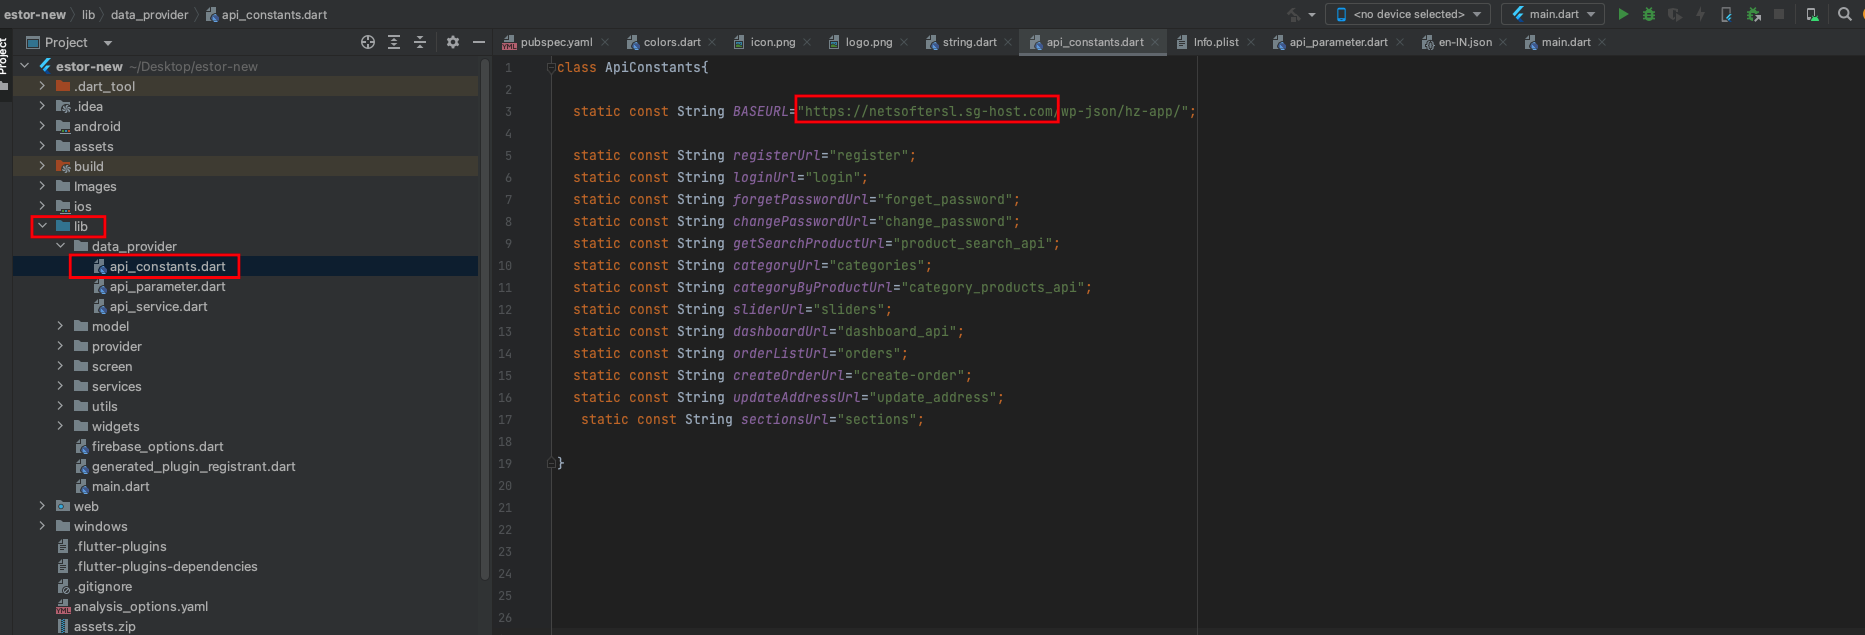 estor-new lib data_provider api_constants.dart
<no device selected> main.dart
Project
Project
pubspec.yaml colors.dart icon.png logo.png string.dart api_constants.dart Info.plist api_parameter.dart en-IN.json main.dart
estor-new ~/Desktop/estor-new
.dart_tool
.idea
android
assets
build
Images
ios
lib
data_provider
api_constants.dart
api_parameter.dart
api_service.dart
model
provider
screen
services
utils
widgets
firebase_options.dart
generated_plugin_registrant.dart
main.dart
web
windows
.flutter-plugins
.flutter-plugins-dependencies
.gitignore
YML analysis_options.yaml
assets.zip
1 class ApiConstants{
2
3 static const String BASEURL="https://netsoftersl.sg-host.com/wp-json/hz-app/";
4
5 static const String registerUrl="register";
6 static const String loginUrl="login";
7 static const String forgetPasswordUrl="forget_password";
8 static const String changePasswordUrl="change_password";
9 static const String getSearchProductUrl="product_search_api";
10 static const String categoryUrl="categories";
11 static const String categoryByProductUrl="category_products_api";
12 static const String sliderUrl="sliders";
13 static const String dashboardUrl="dashboard_api";
14 static const String orderListUrl="orders";
15 static const String createOrderUrl="create-order";
16 static const String updateAddressUrl="update_address";
17 static const String sectionsUrl="sections";
18
19 }
20
21
22
23
24
25
26